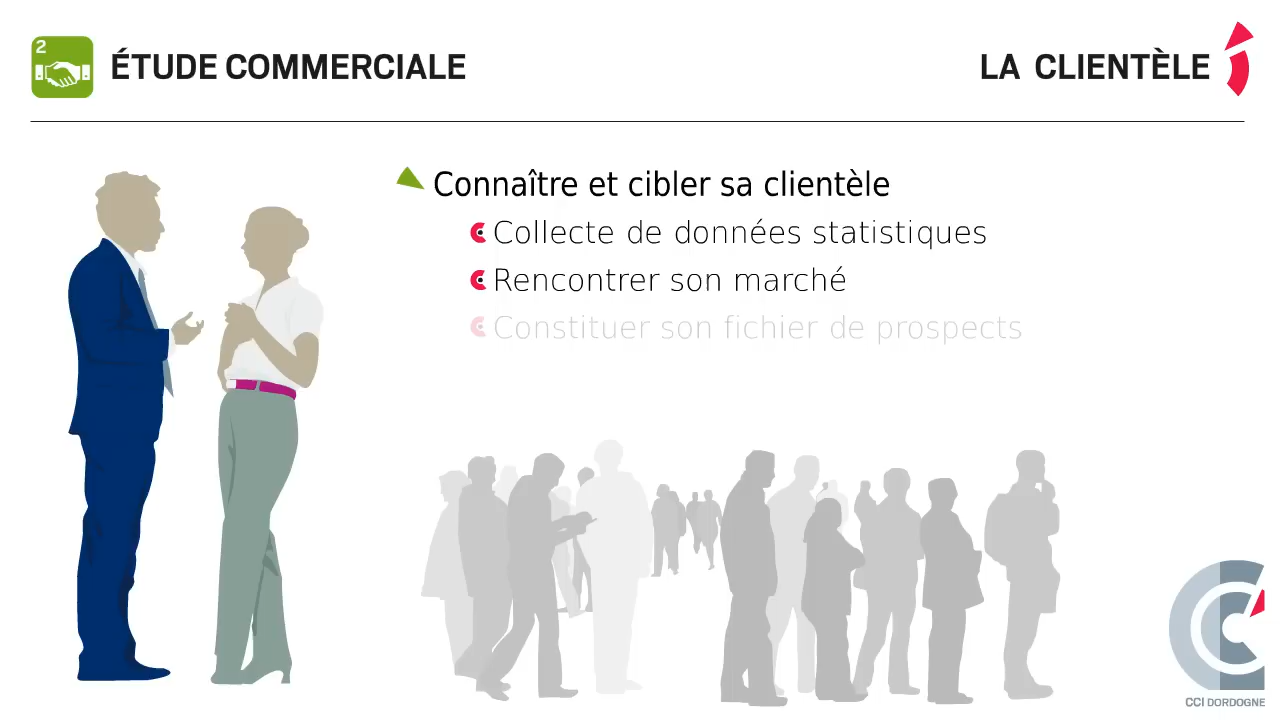 2
ÉTUDE COMMERCIALE
LA CLIENTÈLE
Connaître et cibler sa clientèle
Collecte de données statistiques
Rencontrer son marché
Constituer son fichier de prospects
CCI DORDOGNE